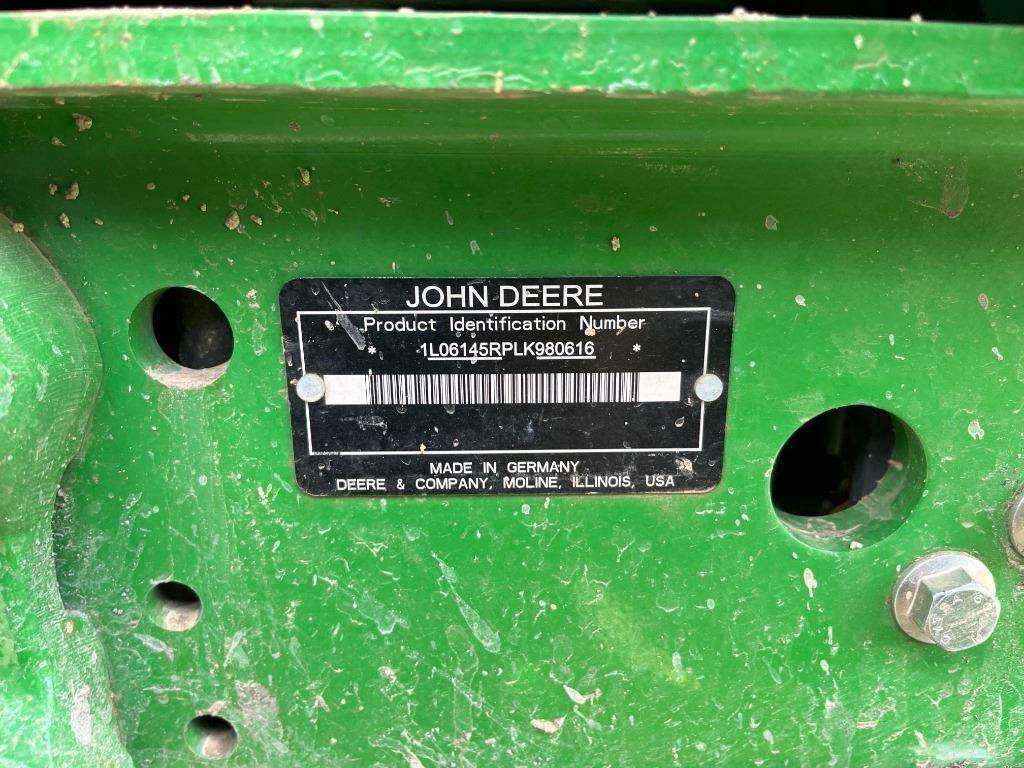 JOHN DEERE
Product Identification Number
* 1L06145RPLK980616 *
MADE IN GERMANY
DEERE & COMPANY, MOLINE, ILLINOIS, USA